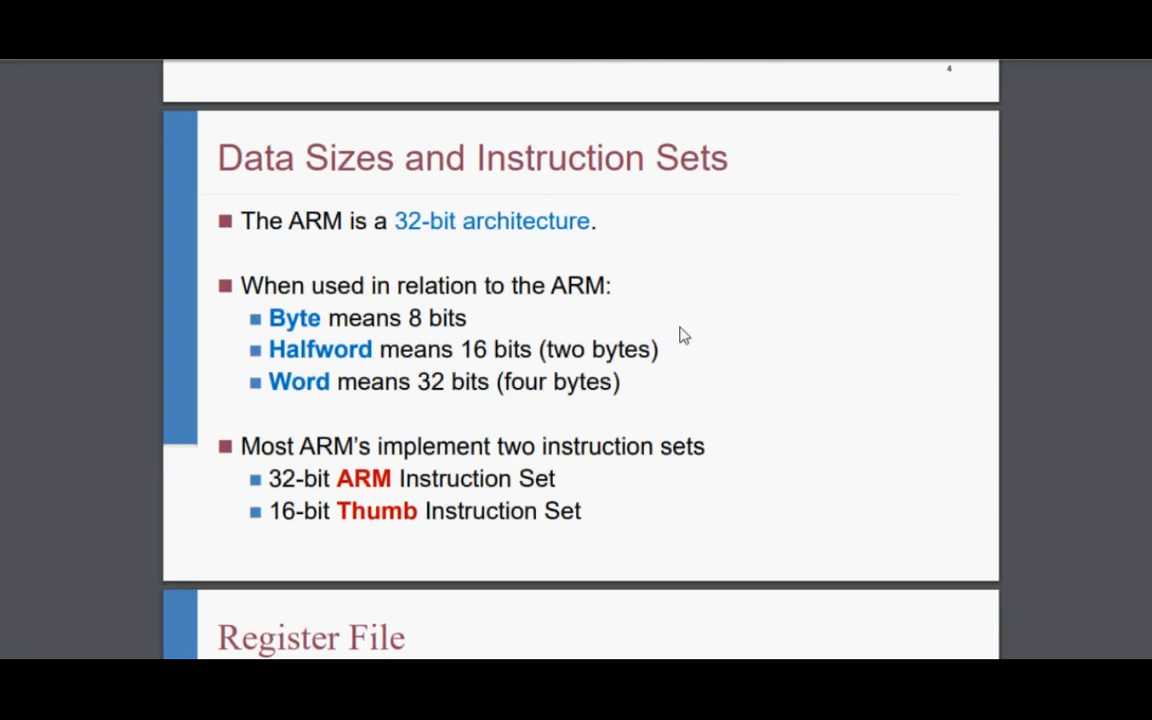 4
Data Sizes and Instruction Sets
The ARM is a 32-bit architecture.
When used in relation to the ARM:
Byte means 8 bits
Halfword means 16 bits (two bytes)
Word means 32 bits (four bytes)
Most ARM's implement two instruction sets
32-bit ARM Instruction Set
16-bit Thumb Instruction Set
Register File